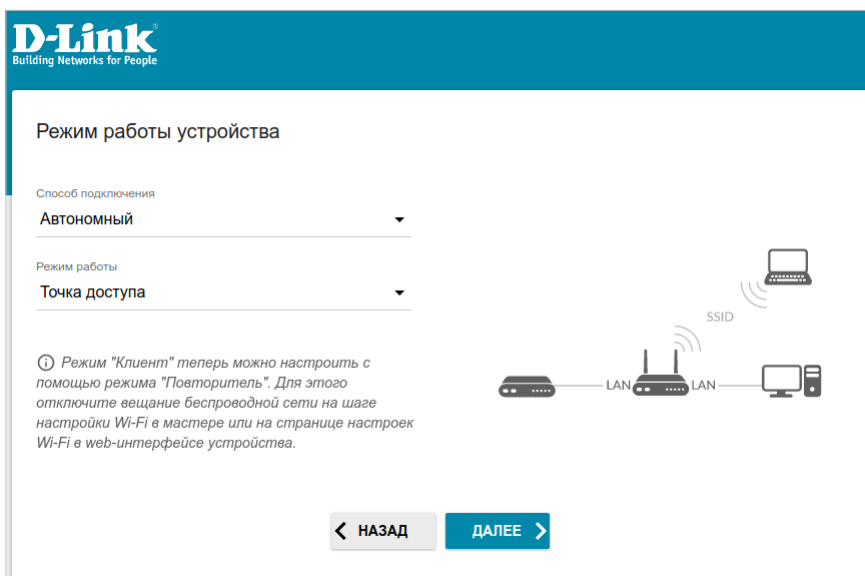 D-Link®
Building Networks for People
Режим работы устройства
Способ подключения
Автономный
Режим работы
Точка доступа
Режим "Клиент" теперь можно настроить с
помощью режима "Повторитель". Для этого
отключите вещание беспроводной сети на шаге
настройки Wi-Fi в мастере или на странице настроек
Wi-Fi в web-интерфейсе устройства.
SSID
LAN
LAN
НАЗАД
ДАЛЕЕ